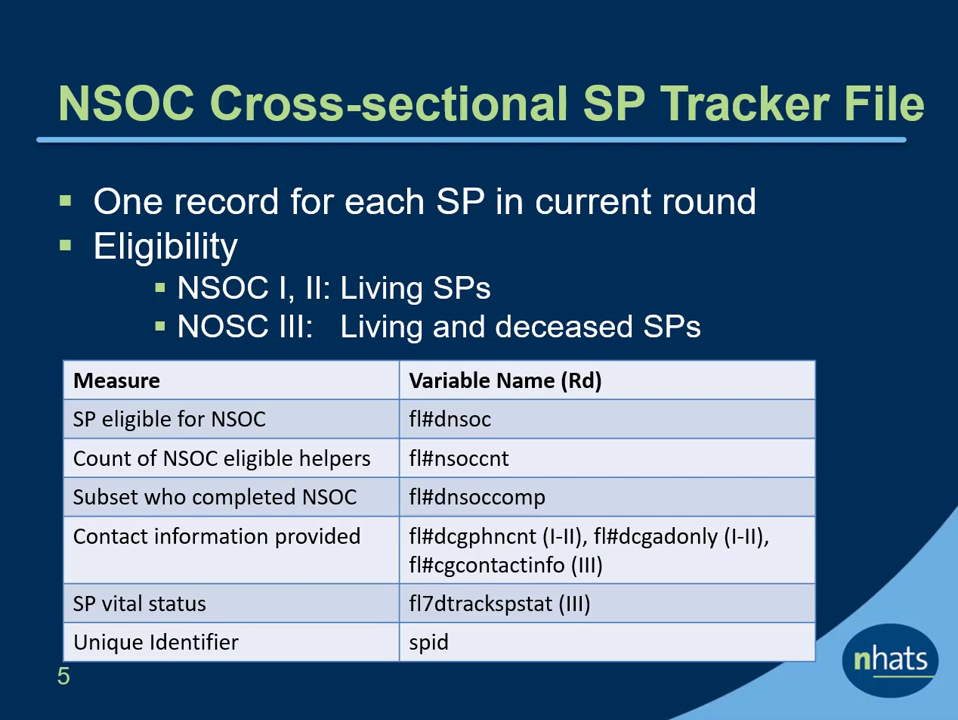 NSOC Cross-sectional SP Tracker File
▪ One record for each SP in current round
▪ Eligibility
▪ NSOC I, II: Living SPs
▪ NOSC III: Living and deceased SPs
Measure Variable Name (Rd)
SP eligible for NSOC fl#dnsoc
Count of NSOC eligible helpers fl#nsoccnt
Subset who completed NSOC fl#dnsoccomp
Contact information provided fl#dcgphncnt (I-II), fl#dcgadonly (I-II),
fl#cgcontactinfo (III)
SP vital status fl7dtrackspstat (III)
Unique Identifier spid
5
nhats